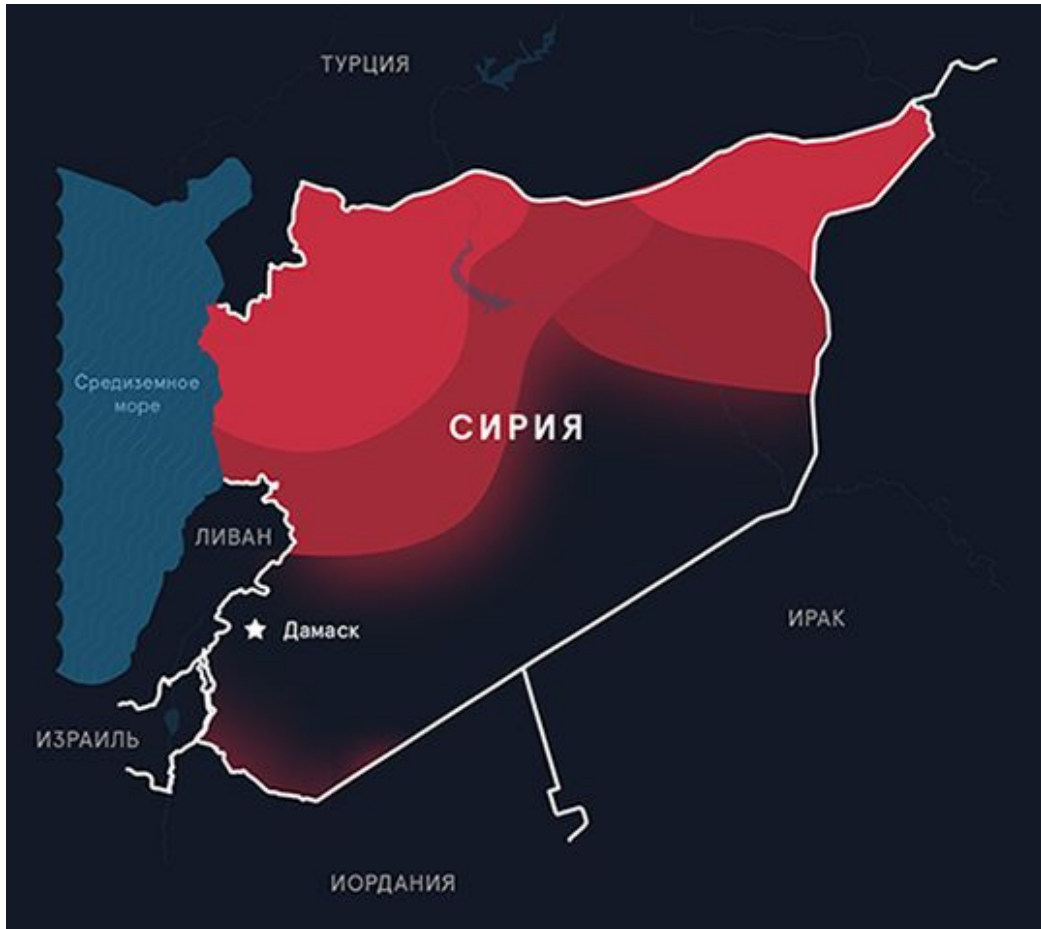 ТУРЦИЯ
Средиземное
море
СИРИЯ
ЛИВАН
Дамаск
ИРАК
ИЗРАИЛЬ
ИОРДАНИЯ